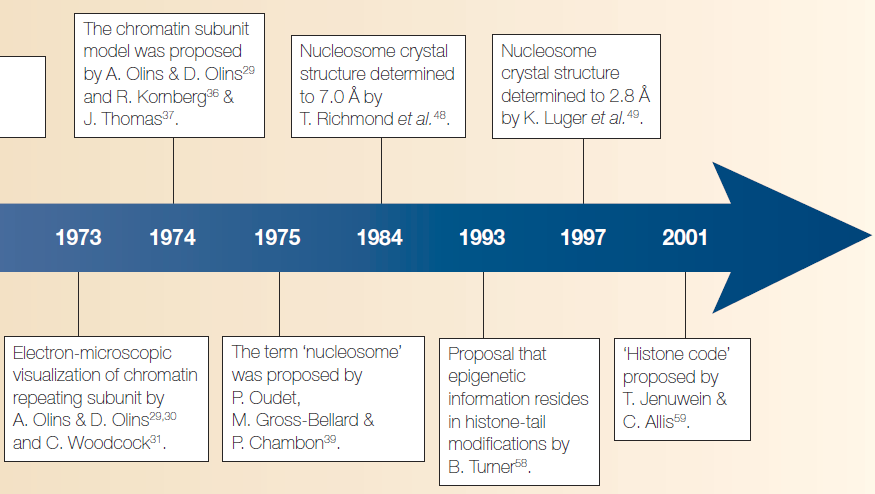 The chromatin subunit
model was proposed
by A. Olins & D. Olins²⁹
and R. Kornberg³⁶ &
J. Thomas³⁷.
Nucleosome crystal
structure determined
to 7.0 Å by
T. Richmond et al.⁴⁸.
Nucleosome
crystal structure
determined to 2.8 Å
by K. Luger et al.⁴⁹.
1973 1974 1975 1984 1993 1997 2001
Electron-microscopic
visualization of chromatin
repeating subunit by
A. Olins & D. Olins²⁹,³⁰
and C. Woodcock³¹.
The term ‘nucleosome’
was proposed by
P. Oudet,
M. Gross-Bellard &
P. Chambon³⁹.
Proposal that
epigenetic
information resides
in histone-tail
modifications by
B. Turner⁵⁸.
‘Histone code’
proposed by
T. Jenuwein &
C. Allis⁵⁹.